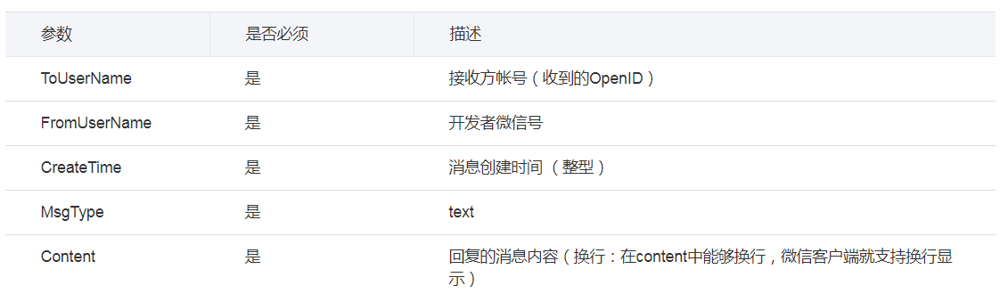 参数 是否必须 描述
ToUserName 是 接收方帐号（收到的OpenID）
FromUserName 是 开发者微信号
CreateTime 是 消息创建时间 （整型）
MsgType 是 text
Content 是 回复的消息内容（换行：在content中能够换行，微信客户端就支持换行显
示）